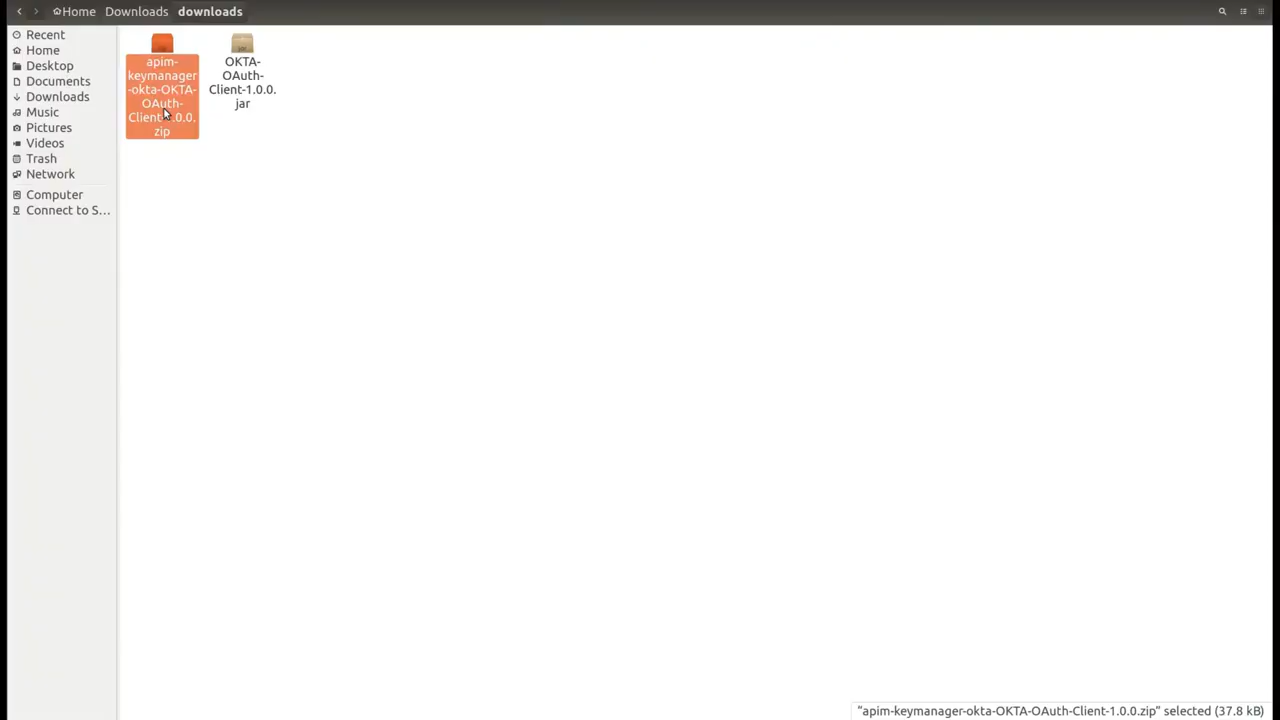 Home Downloads downloads
Recent
Home
Desktop
Documents
Downloads
Music
Pictures
Videos
Trash
Network
Computer
Connect to S...
apim-
keymanager
-okta-OKTA-
OAuth-
Client-1.0.0.
zip
OKTA-
OAuth-
Client-1.0.0.
jar
"apim-keymanager-okta-OKTA-OAuth-Client-1.0.0.zip" selected (37.8 kB)